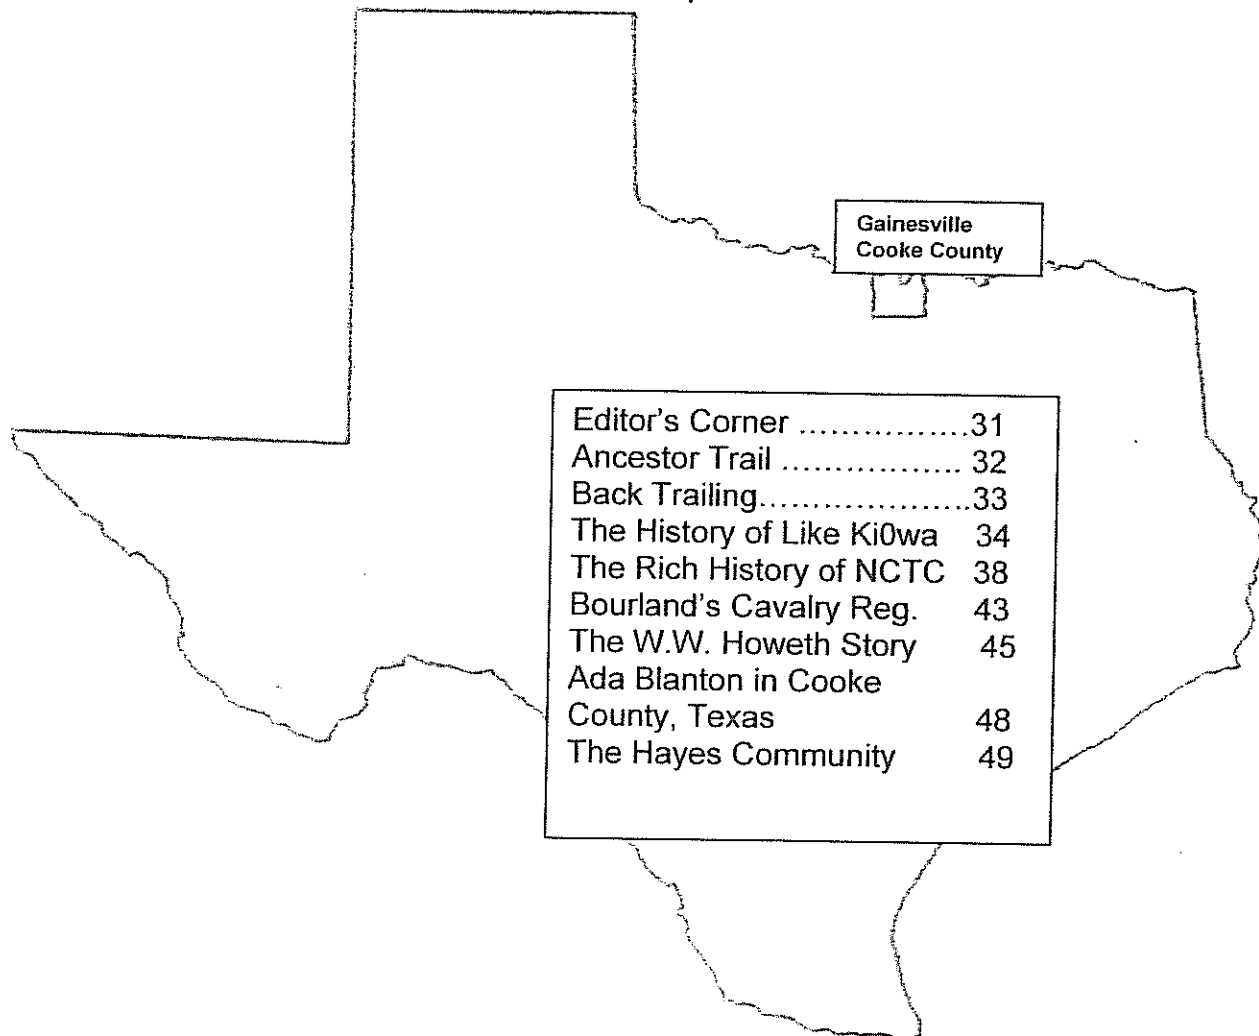 Gainesville
Cooke County
Editor's Corner ...............31
Ancestor Trail ................. 32
Back Trailing....................33
The History of Like Ki0wa 34
The Rich History of NCTC 38
Bourland's Cavalry Reg. 43
The W.W. Howeth Story 45
Ada Blanton in Cooke
County, Texas 48
The Hayes Community 49